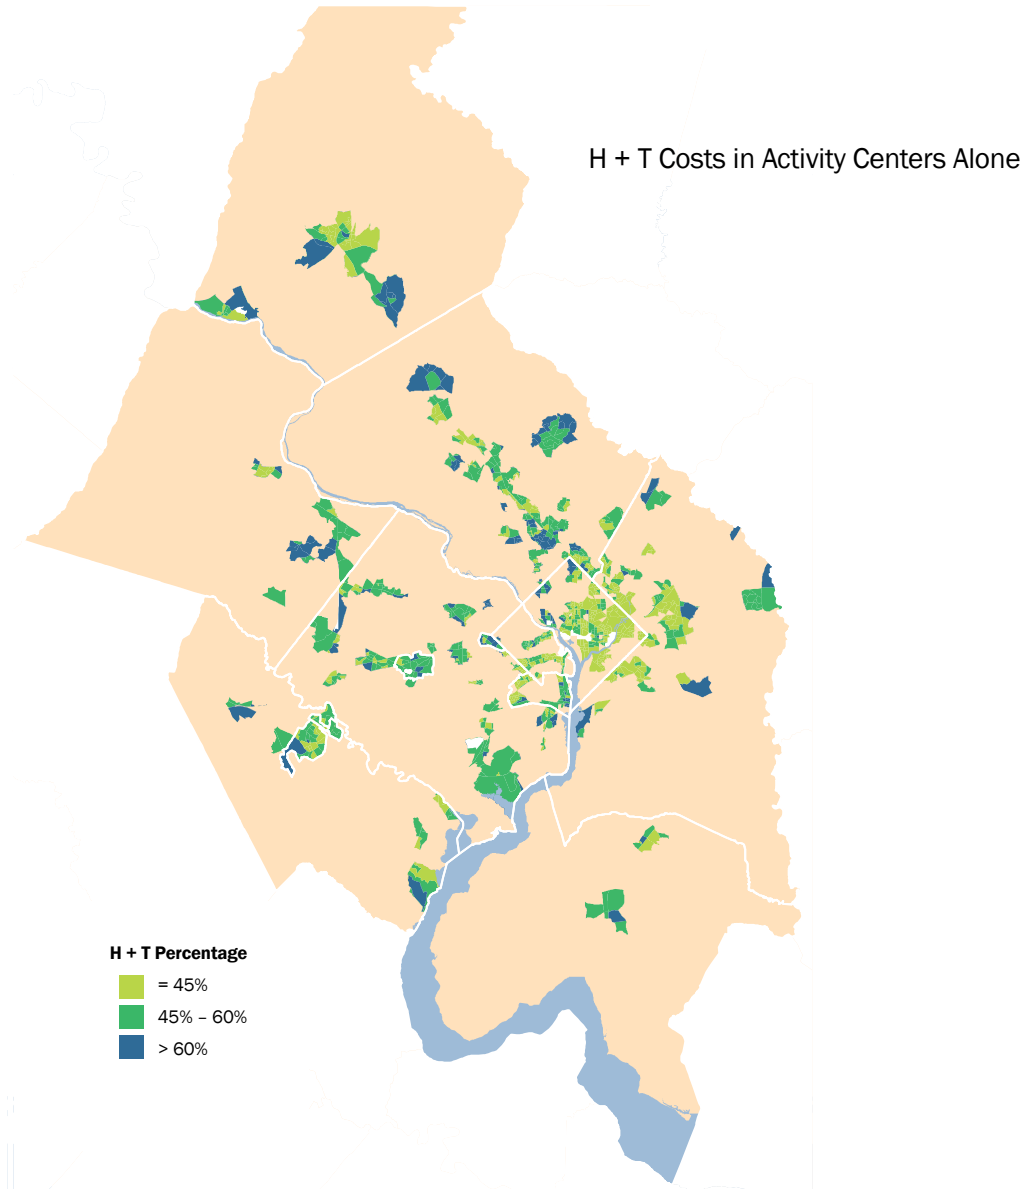 H + T Costs in Activity Centers Alone
H + T Percentage
= 45%
45% – 60%
> 60%